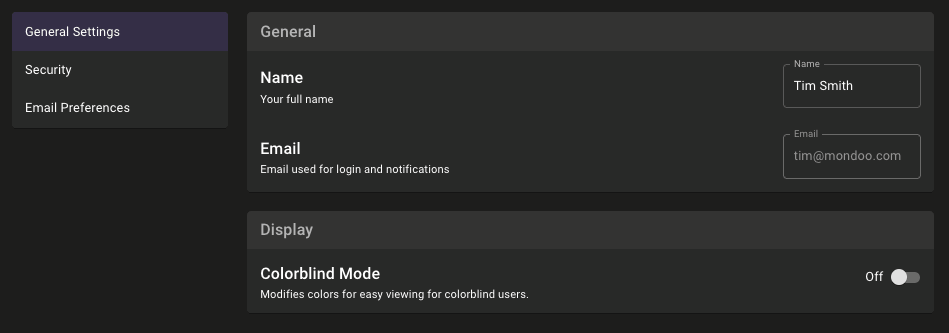 General Settings
Security
Email Preferences
General
Name
Your full name
Name
Tim Smith
Email
Email used for login and notifications
Email
tim@mondoo.com
Display
Colorblind Mode
Modifies colors for easy viewing for colorblind users.
Off